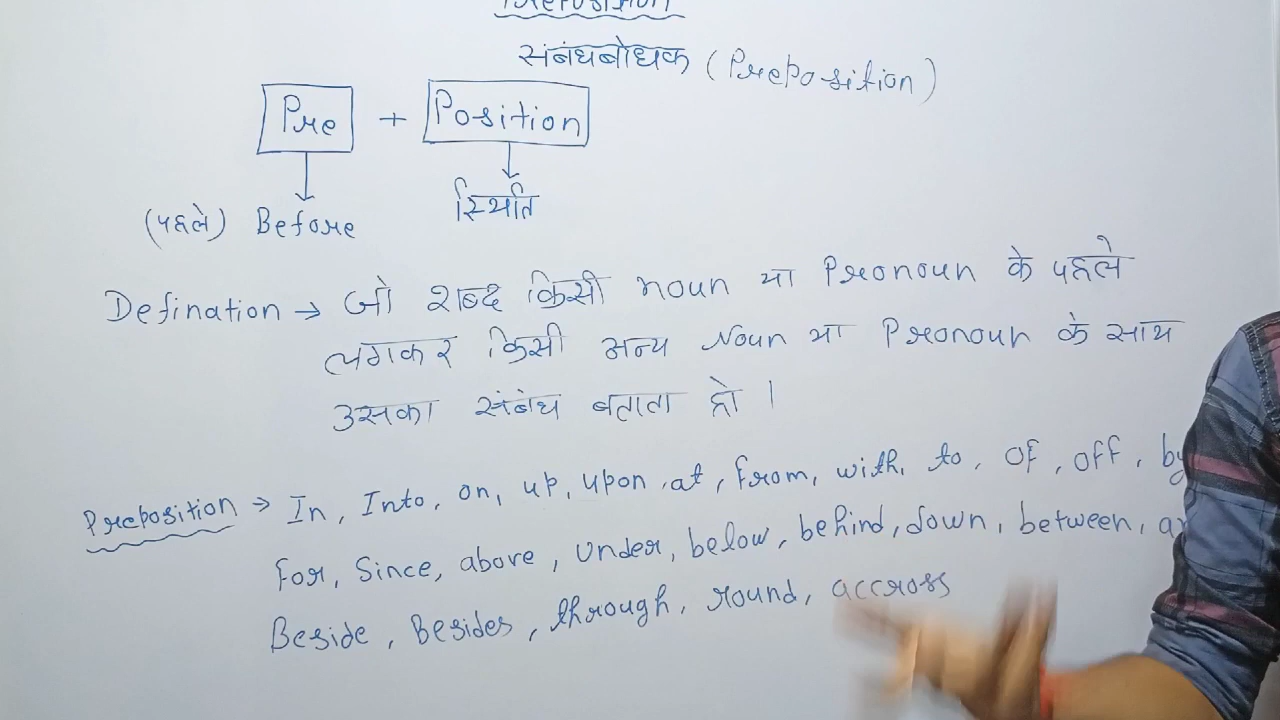 Preposition
संबंधबोधक (Preposition)
Pre + Position
(पहले) Before स्थिति
Defination → जो शब्द किसी noun या Pronoun के पहले
लगकर किसी अन्य Noun या Pronoun के साथ
उसका संबंध बताता हो ।
Preposition → In, Into, on, up, upon, at, from, with, to, of, off, by
For, Since, above, Under, below, behind, down, between,
Beside, Besides, through, round, accross